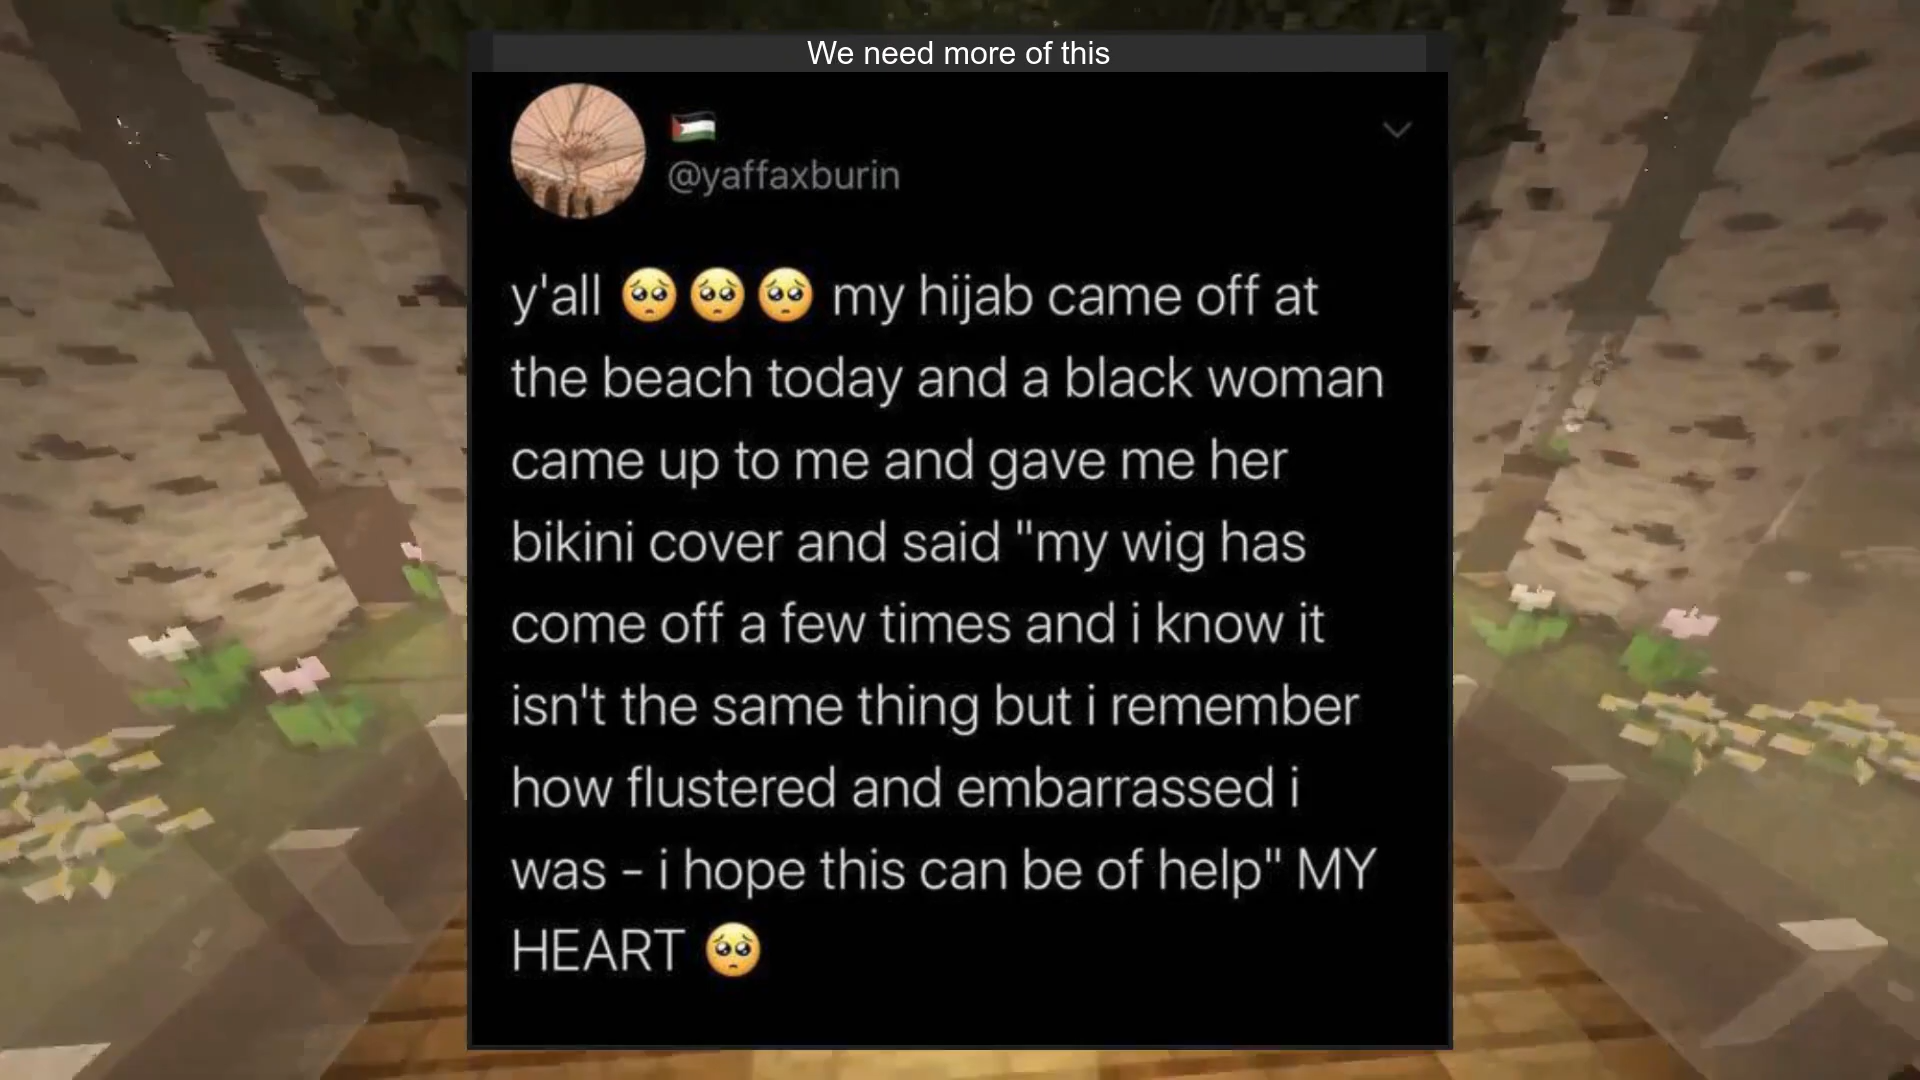 We need more of this
🇵🇸
@yaffaxburin
y'all 🥺🥺🥺 my hijab came off at
the beach today and a black woman
came up to me and gave me her
bikini cover and said "my wig has
come off a few times and i know it
isn't the same thing but i remember
how flustered and embarrassed i
was – i hope this can be of help" MY
HEART 🥺